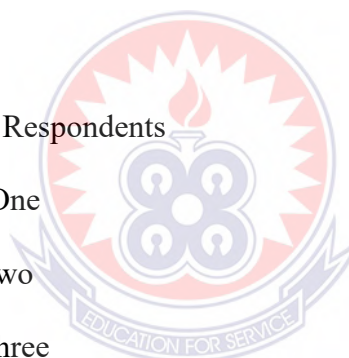 Respondents
One
wo
hree
EDUCATION FOR SERVICE